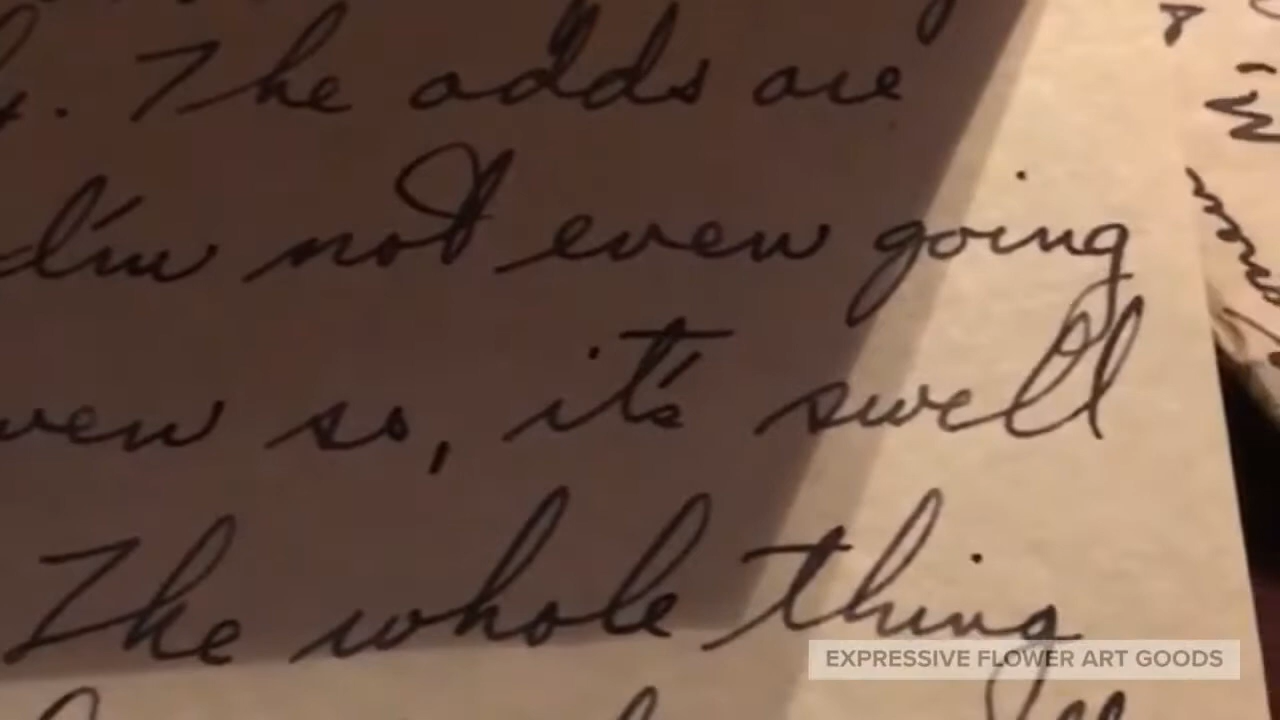 The odds are
I'm not even going
even so, it's swell
The whole thing
EXPRESSIVE FLOWER ART GOODS